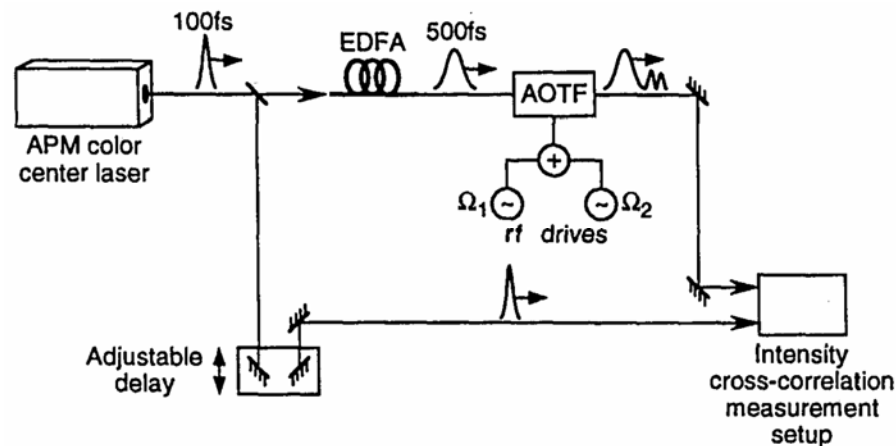 100fs
EDFA
500fs
AOTF
APM color
center laser
+
Ω1
~
~
Ω2
rf drives
Adjustable
delay
Intensity
cross-correlation
measurement
setup